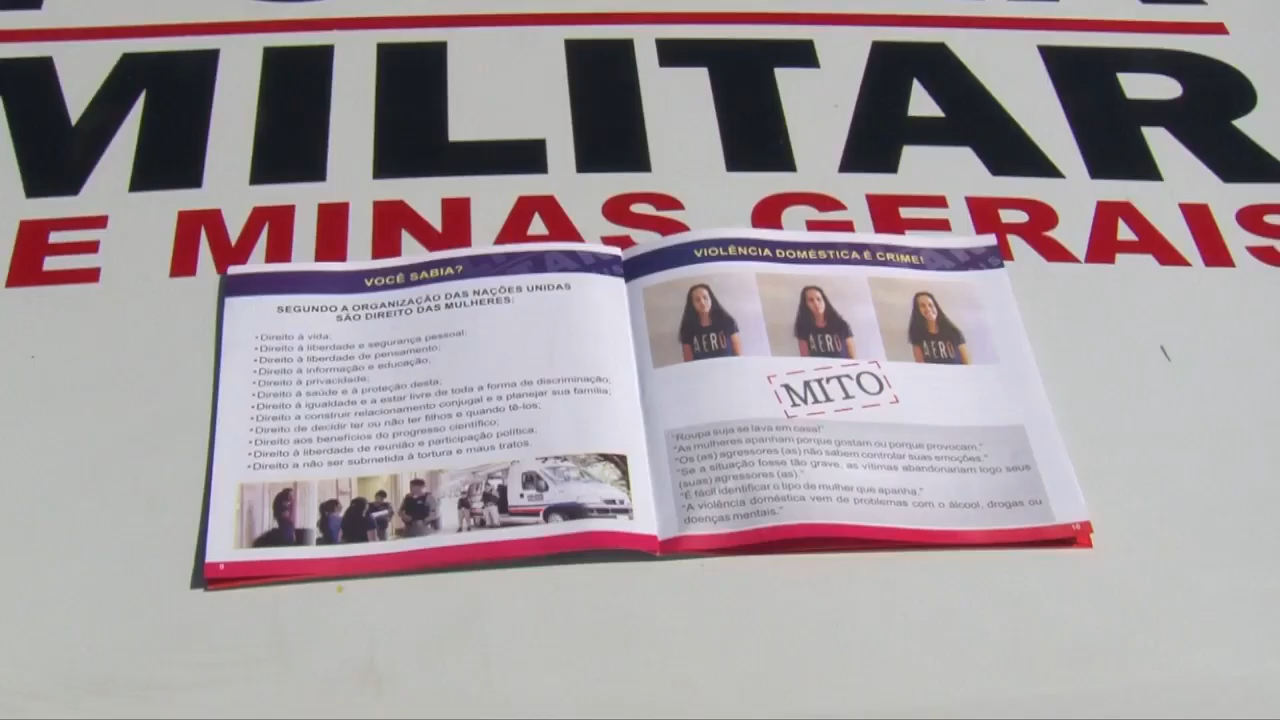 MILITAR
E MINAS GERAIS
VOCÊ SABIA?
SEGUNDO A ORGANIZAÇÃO DAS NAÇÕES UNIDAS
SÃO DIREITO DAS MULHERES:
•Direito à vida;
•Direito à liberdade e segurança pessoal;
•Direito à liberdade de pensamento;
•Direito à informação e educação;
•Direito à privacidade;
•Direito à saúde e à proteção desta;
•Direito à igualdade e a estar livre de toda a forma de discriminação;
•Direito a construir relacionamento conjugal e a planejar sua família;
•Direito de decidir ter ou não ter filhos e quando tê-los;
•Direito aos benefícios do progresso científico;
•Direito à liberdade de reunião e participação política;
•Direito a não ser submetida à tortura e maus tratos.
9
VIOLÊNCIA DOMÉSTICA É CRIME!
AERO AERO AERO
MITO
"Roupa suja se lava em casa!"
"As mulheres apanham porque gostam ou porque provocam."
"Os (as) agressores (as) não sabem controlar suas emoções."
"Se a situação fosse tão grave, as vítimas abandonariam logo seus
(suas) agressores (as)."
"É fácil identificar o tipo de mulher que apanha."
"A violência doméstica vem de problemas com o álcool, drogas ou
doenças mentais."
10